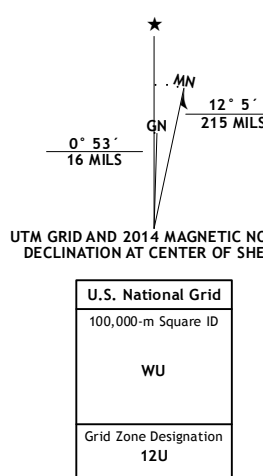 ★
MN
GN
12° 5´
215 MILS
0° 53´
16 MILS
UTM GRID AND 2014 MAGNETIC NO
DECLINATION AT CENTER OF SHE
U.S. National Grid
100,000-m Square ID
WU
Grid Zone Designation
12U